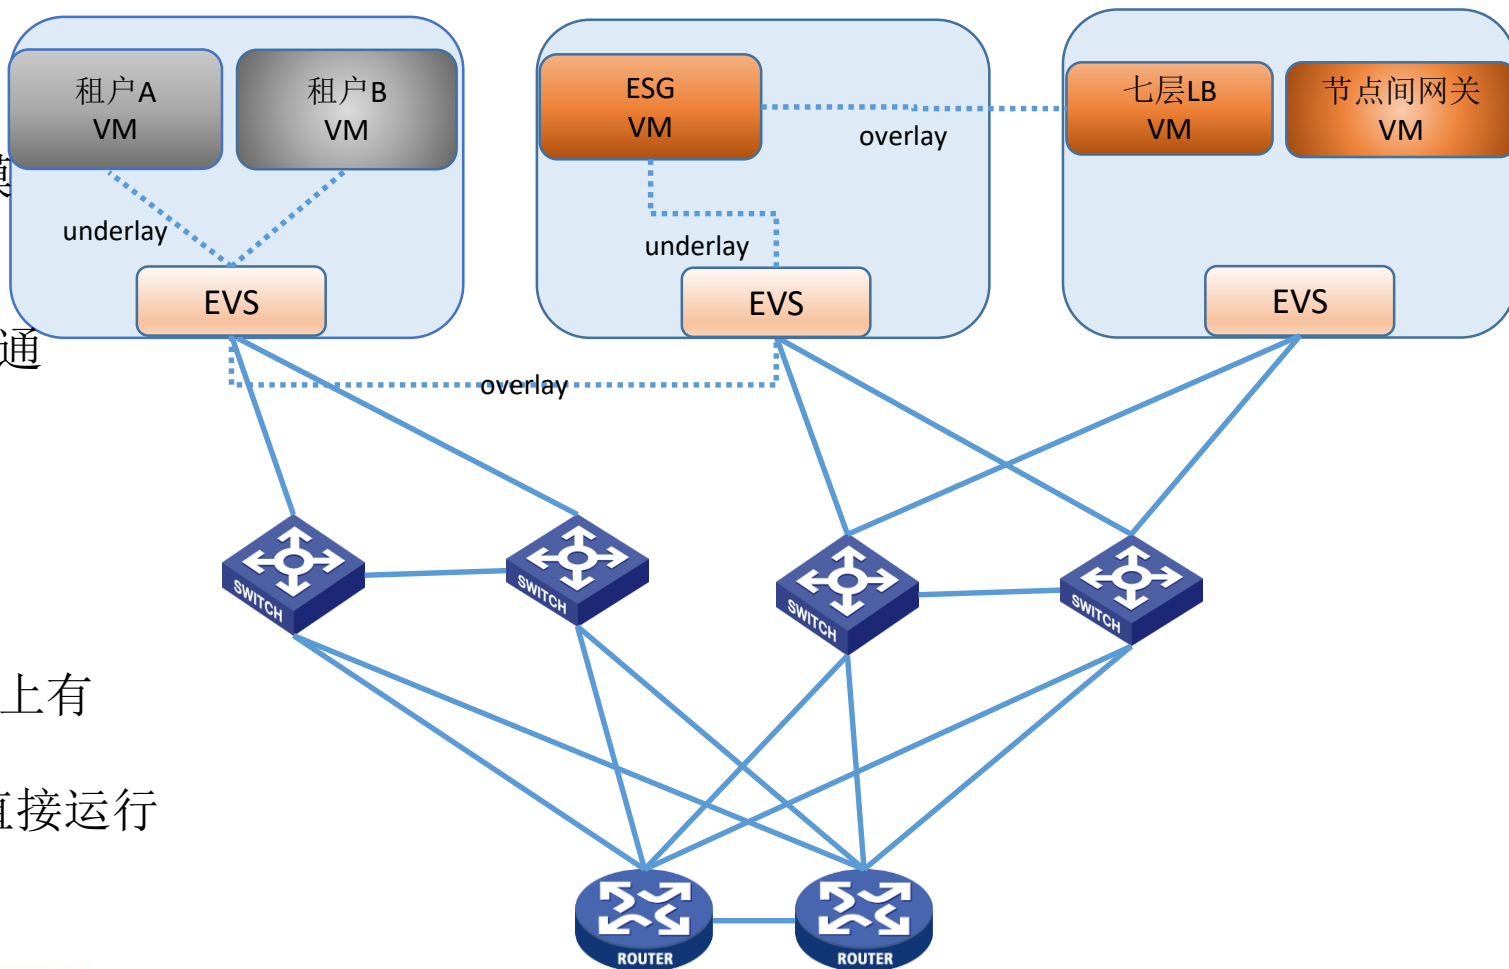 租户A
VM
租户B
VM
ESG
VM
七层LB
VM
节点间网关
VM
overlay
underlay
underlay
EVS
EVS
EVS
通
overlay
SWITCH
SWITCH
SWITCH
SWITCH
上有
直接运行
ROUTER
ROUTER